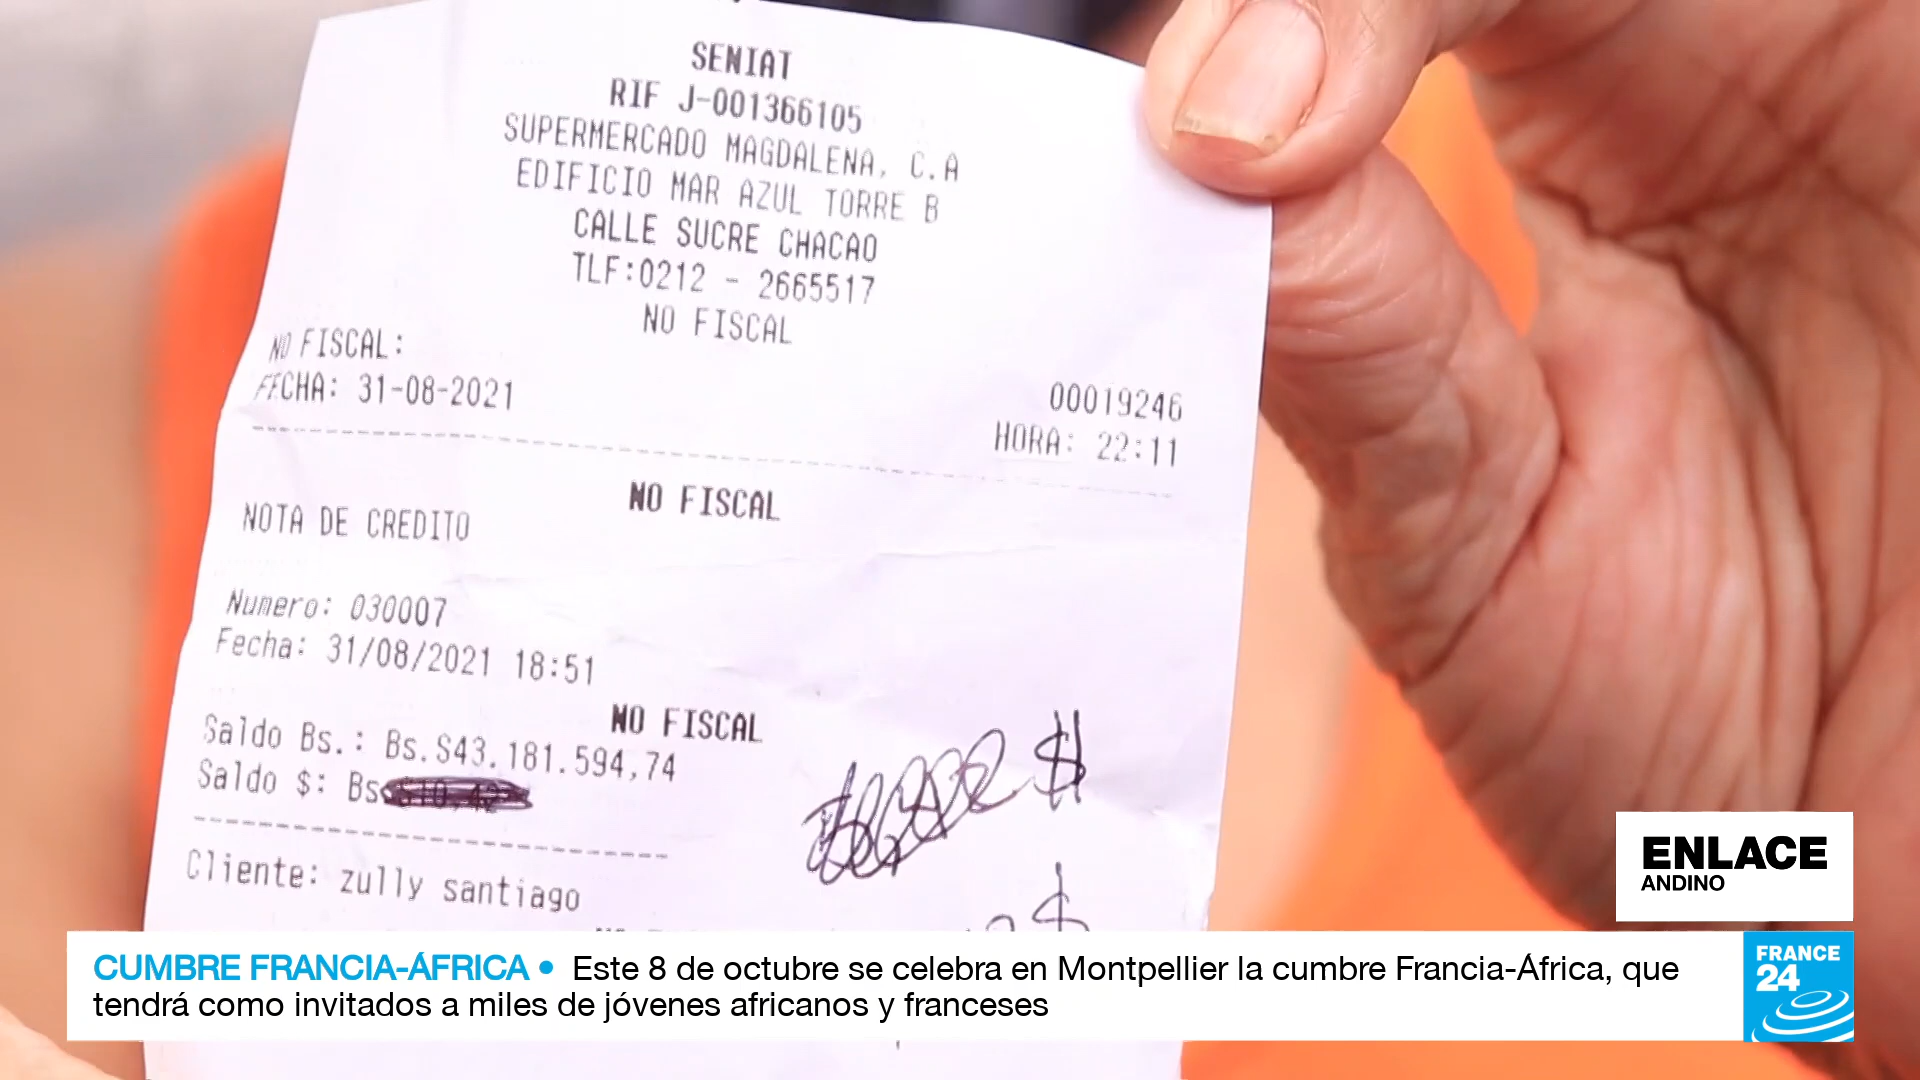 SENIAT
RIF J-001366105
SUPERMERCADO MAGDALENA, C.A
EDIFICIO MAR AZUL TORRE B
CALLE SUCRE CHACAO
TLF:0212 - 2665517
NO FISCAL
NO FISCAL:
00019246
FECHA: 31-08-2021
HORA: 22:11
NO FISCAL
NOTA DE CREDITO
Numero: 030007
Fecha: 31/08/2021 18:51
NO FISCAL
Saldo Bs.: Bs.S43.181.594,74
Saldo $: Bs
$
Cliente: zully santiago
$
ENLACE
ANDINO
CUMBRE FRANCIA-ÁFRICA • Este 8 de octubre se celebra en Montpellier la cumbre Francia-África, que
tendrá como invitados a miles de jóvenes africanos y franceses
FRANCE
24